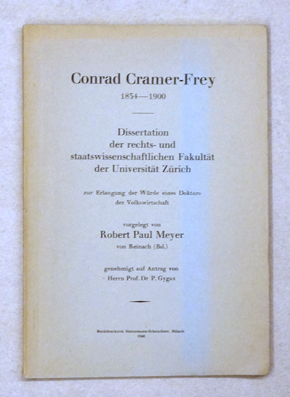 Conrad Cramer-Frey
1834—1900
Dissertation
der rechts- und
staatswissenschaftlichen Fakultät
der Universität Zürich
zur Erlangung der Würde eines Doktors
der Volkswirtschaft
vorgelegt von
Robert Paul Meyer
von Reinach (Bsl.)
genehmigt auf Antrag von
Herrn Prof. Dr P. Gygax